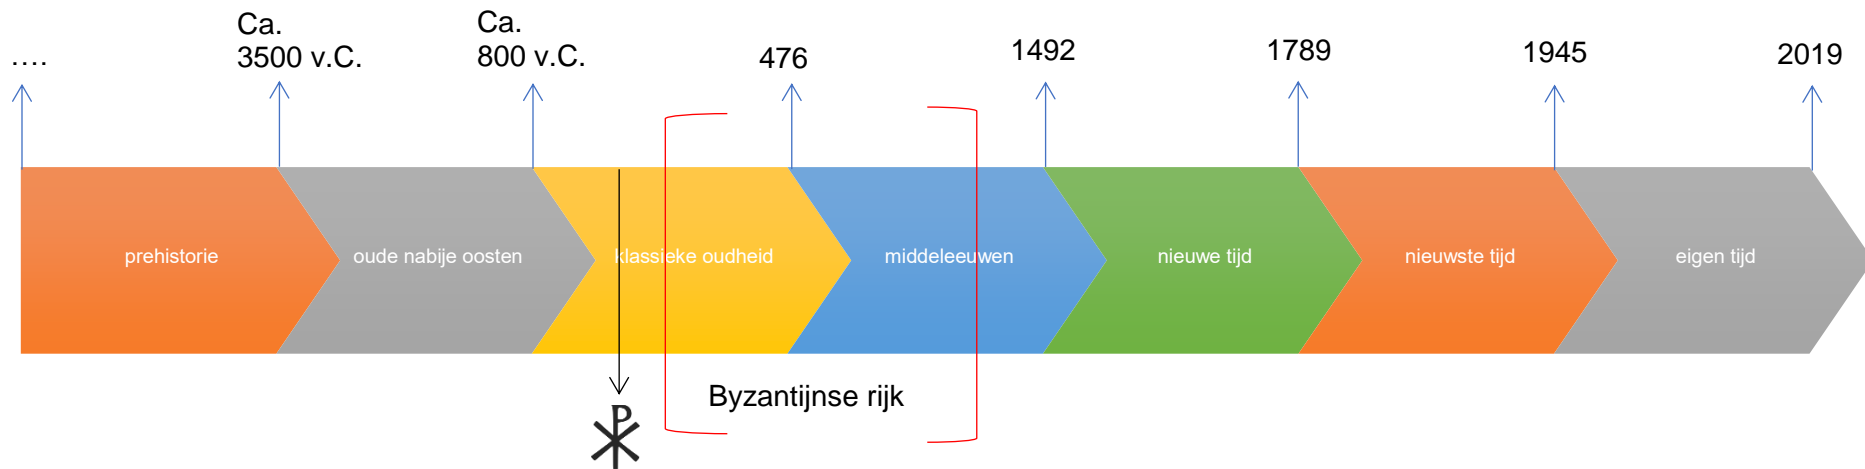 ....
Ca.
3500 v.C.
Ca.
800 v.C.
476
1492
1789
1945
2019
prehistorie
oude nabije oosten
klassieke oudheid
middeleeuwen
nieuwe tijd
nieuwste tijd
eigen tijd
Byzantijnse rijk